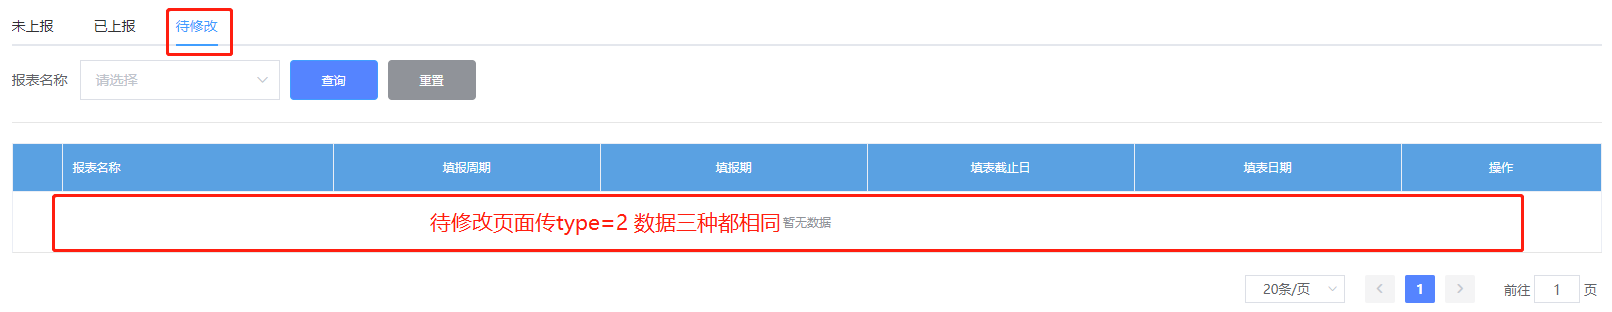 未上报 已上报 待修改
报表名称 请选择 查询 重置
报表名称 填报周期 填报期 填表截止日 填表日期 操作
待修改页面传type=2 数据三种都相同 暂无数据
20条/页 1 前往 1 页